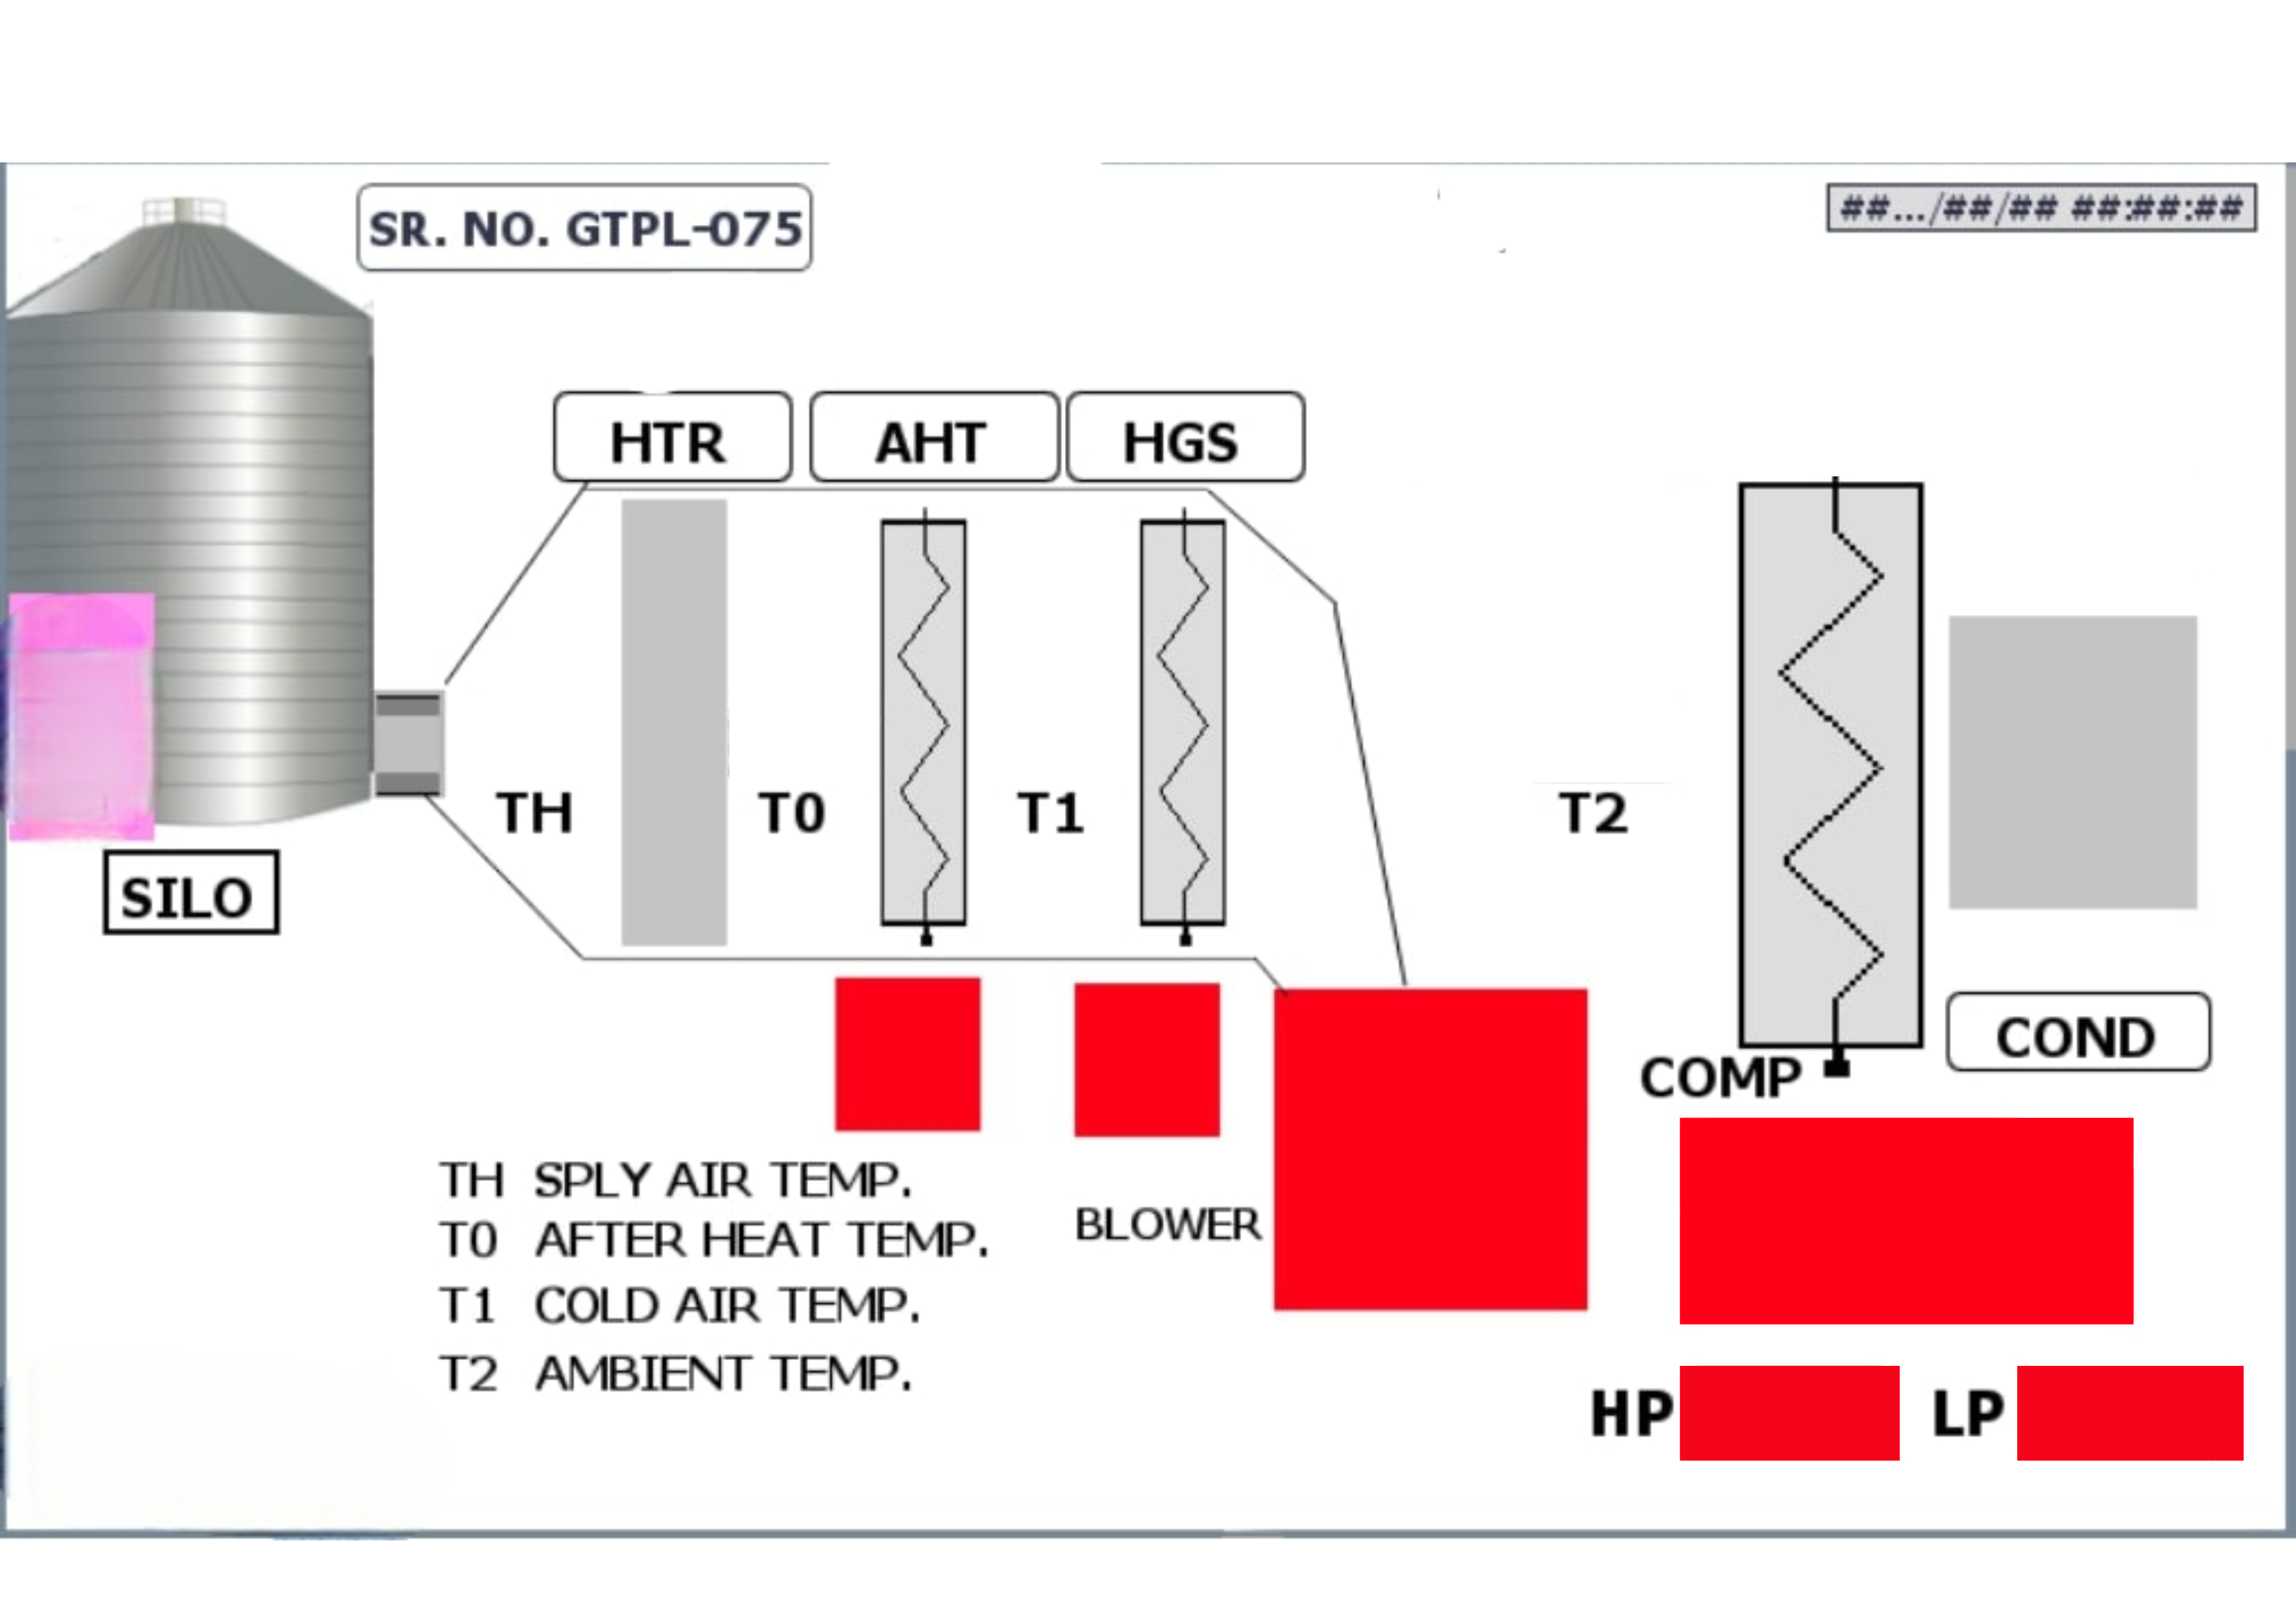 SR. NO. GTPL-075
##.../##/## ##:##:##
HTR
AHT
HGS
TH
T0
T1
T2
SILO
COND
COMP
TH SPLY AIR TEMP.
T0 AFTER HEAT TEMP.
BLOWER
T1 COLD AIR TEMP.
T2 AMBIENT TEMP.
HP
LP